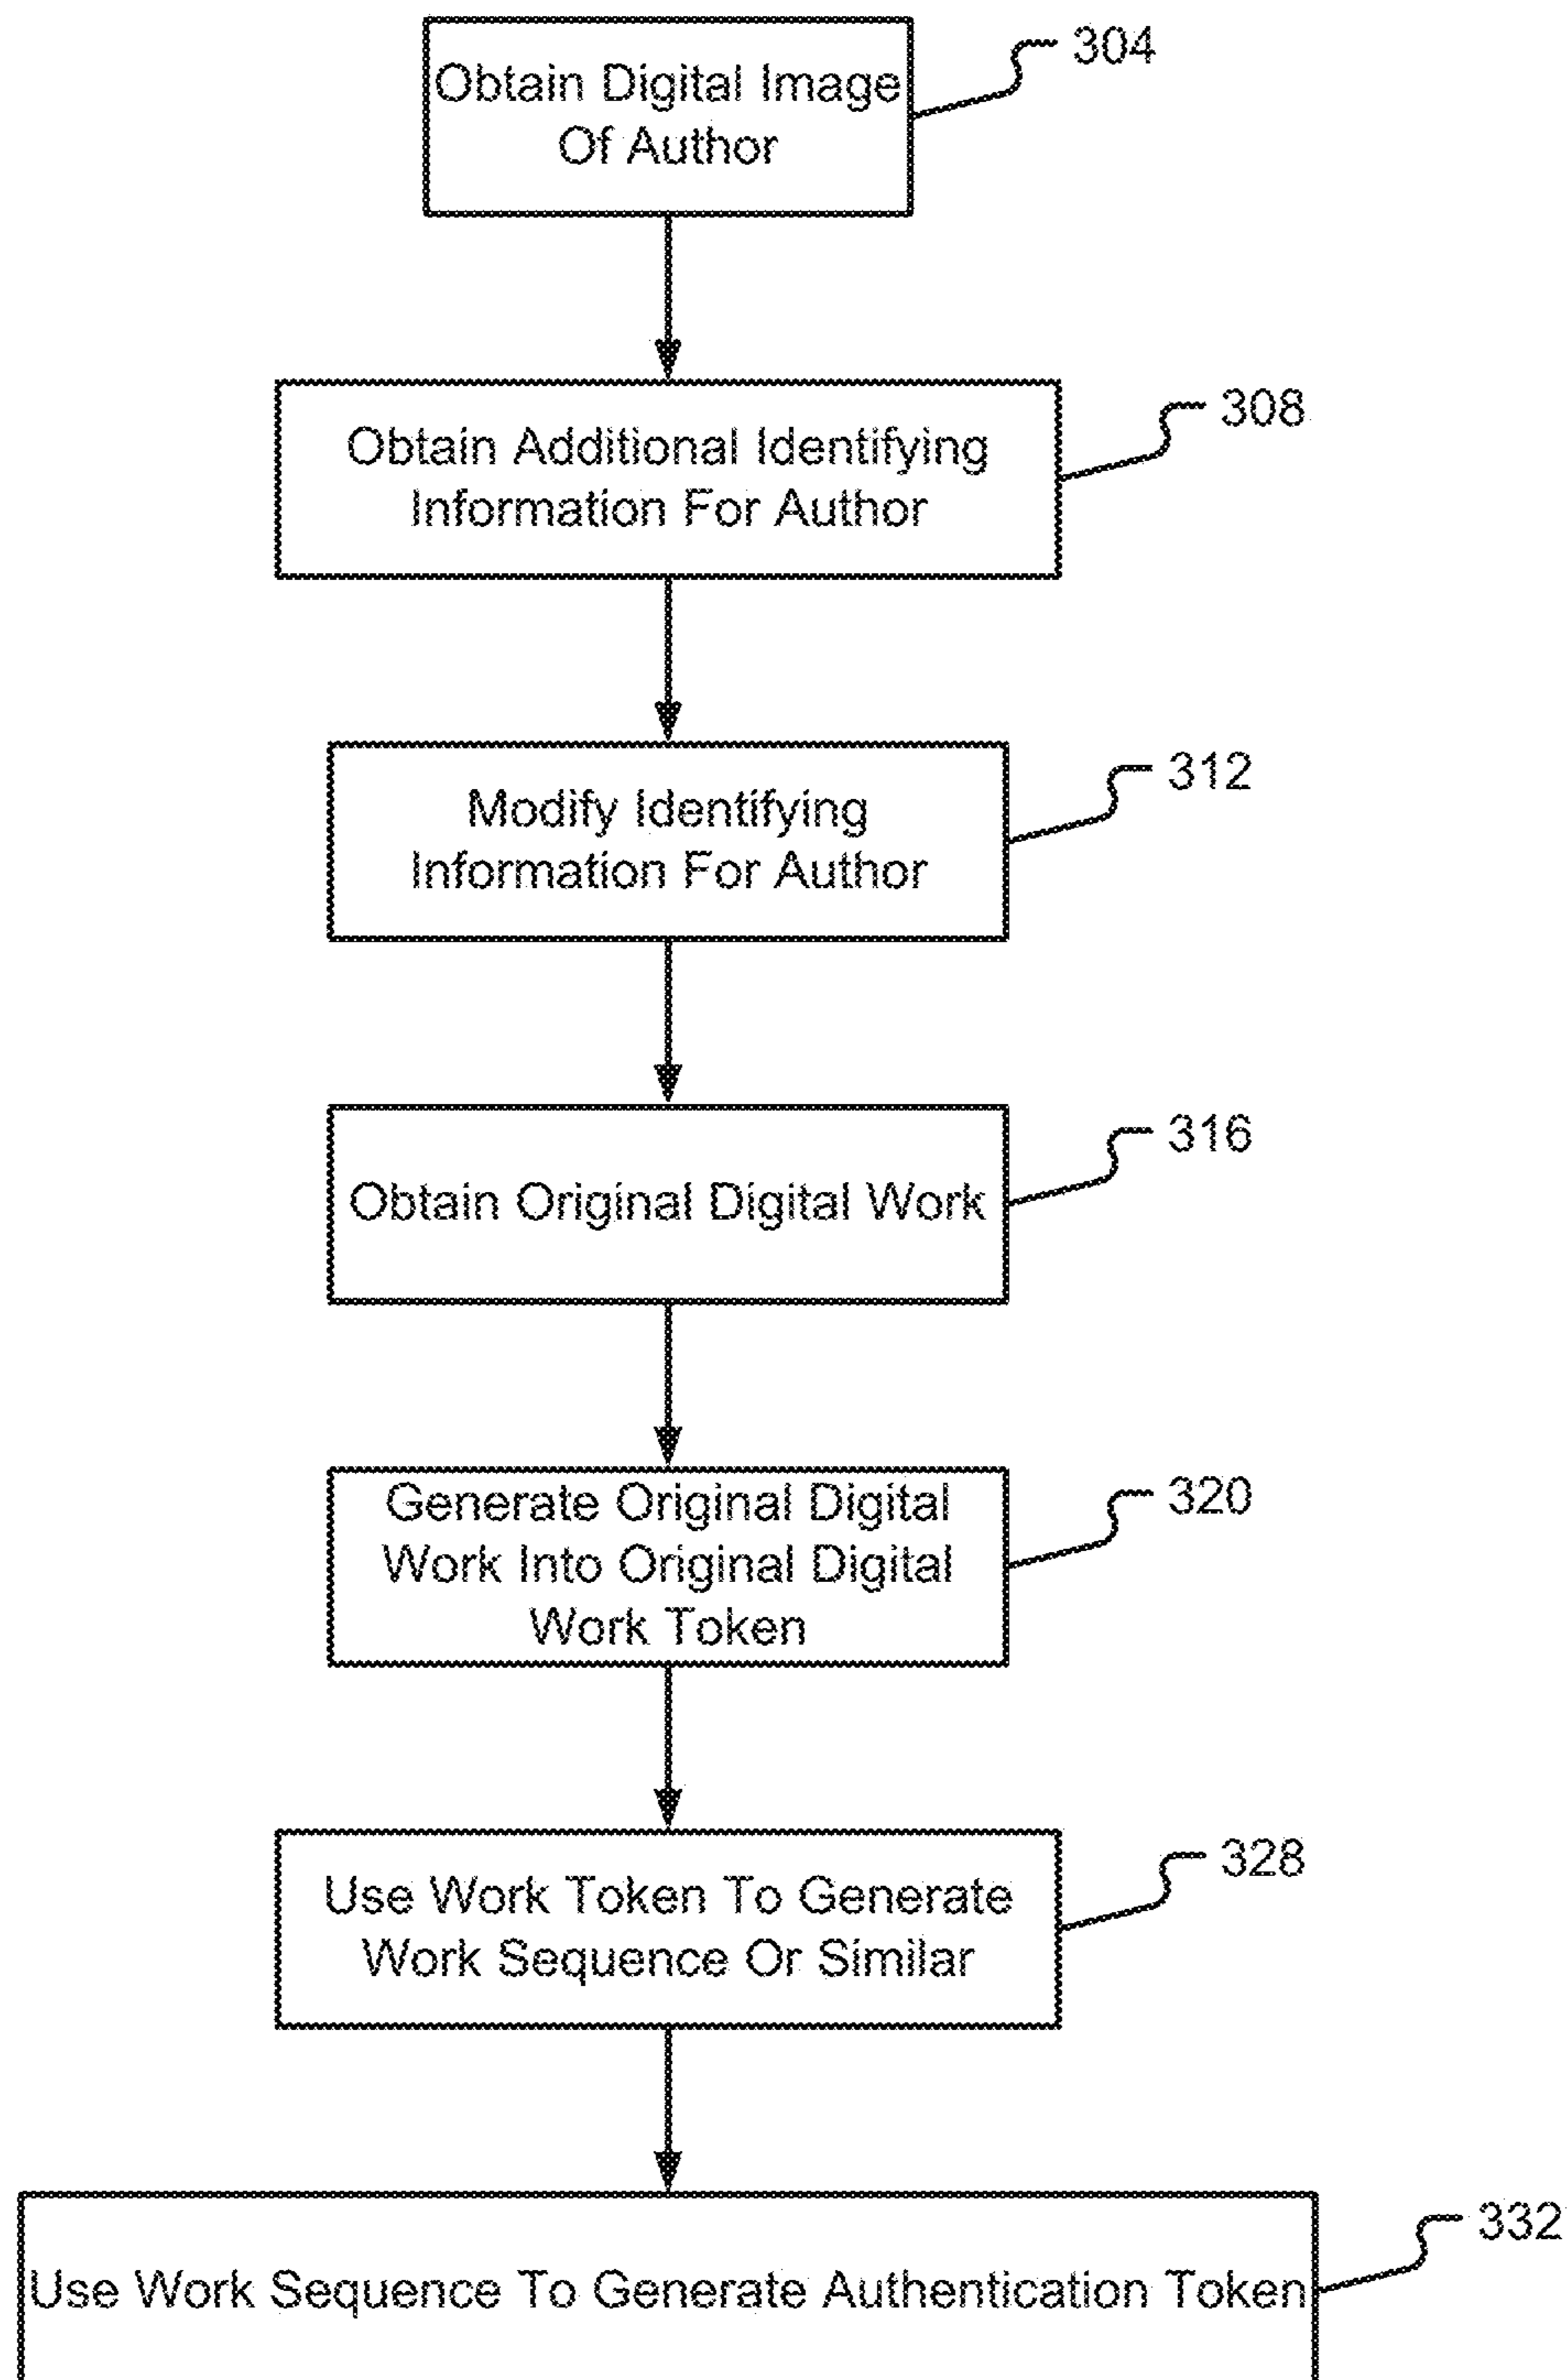 304
Obtain Digital Image
Of Author
308
Obtain Additional Identifying
Information For Author
312
Modify Identifying
Information For Author
316
Obtain Original Digital Work
320
Generate Original Digital
Work Into Original Digital
Work Token
328
Use Work Token To Generate
Work Sequence Or Similar
332
Use Work Sequence To Generate Authentication Token